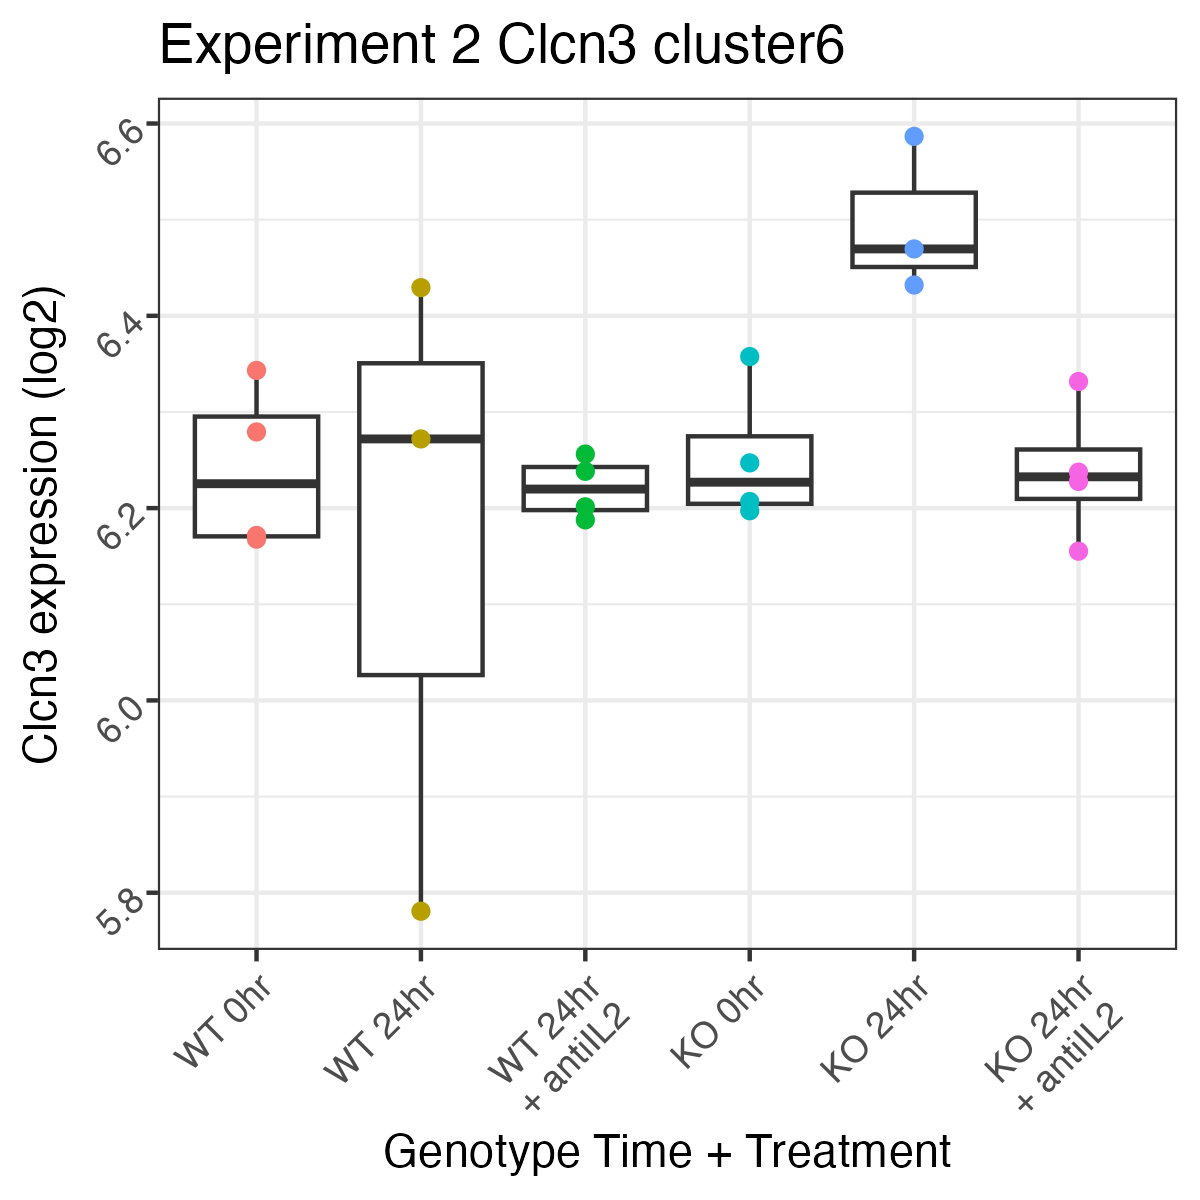 Experiment 2 Clcn3 cluster6
Clcn3 expression (log2)
6.6
6.4
6.2
6.0
5.8
WT 0hr
WT 24hr
WT 24hr
+ antiIL2
KO 0hr
KO 24hr
KO 24hr
+ antiIL2
Genotype Time + Treatment